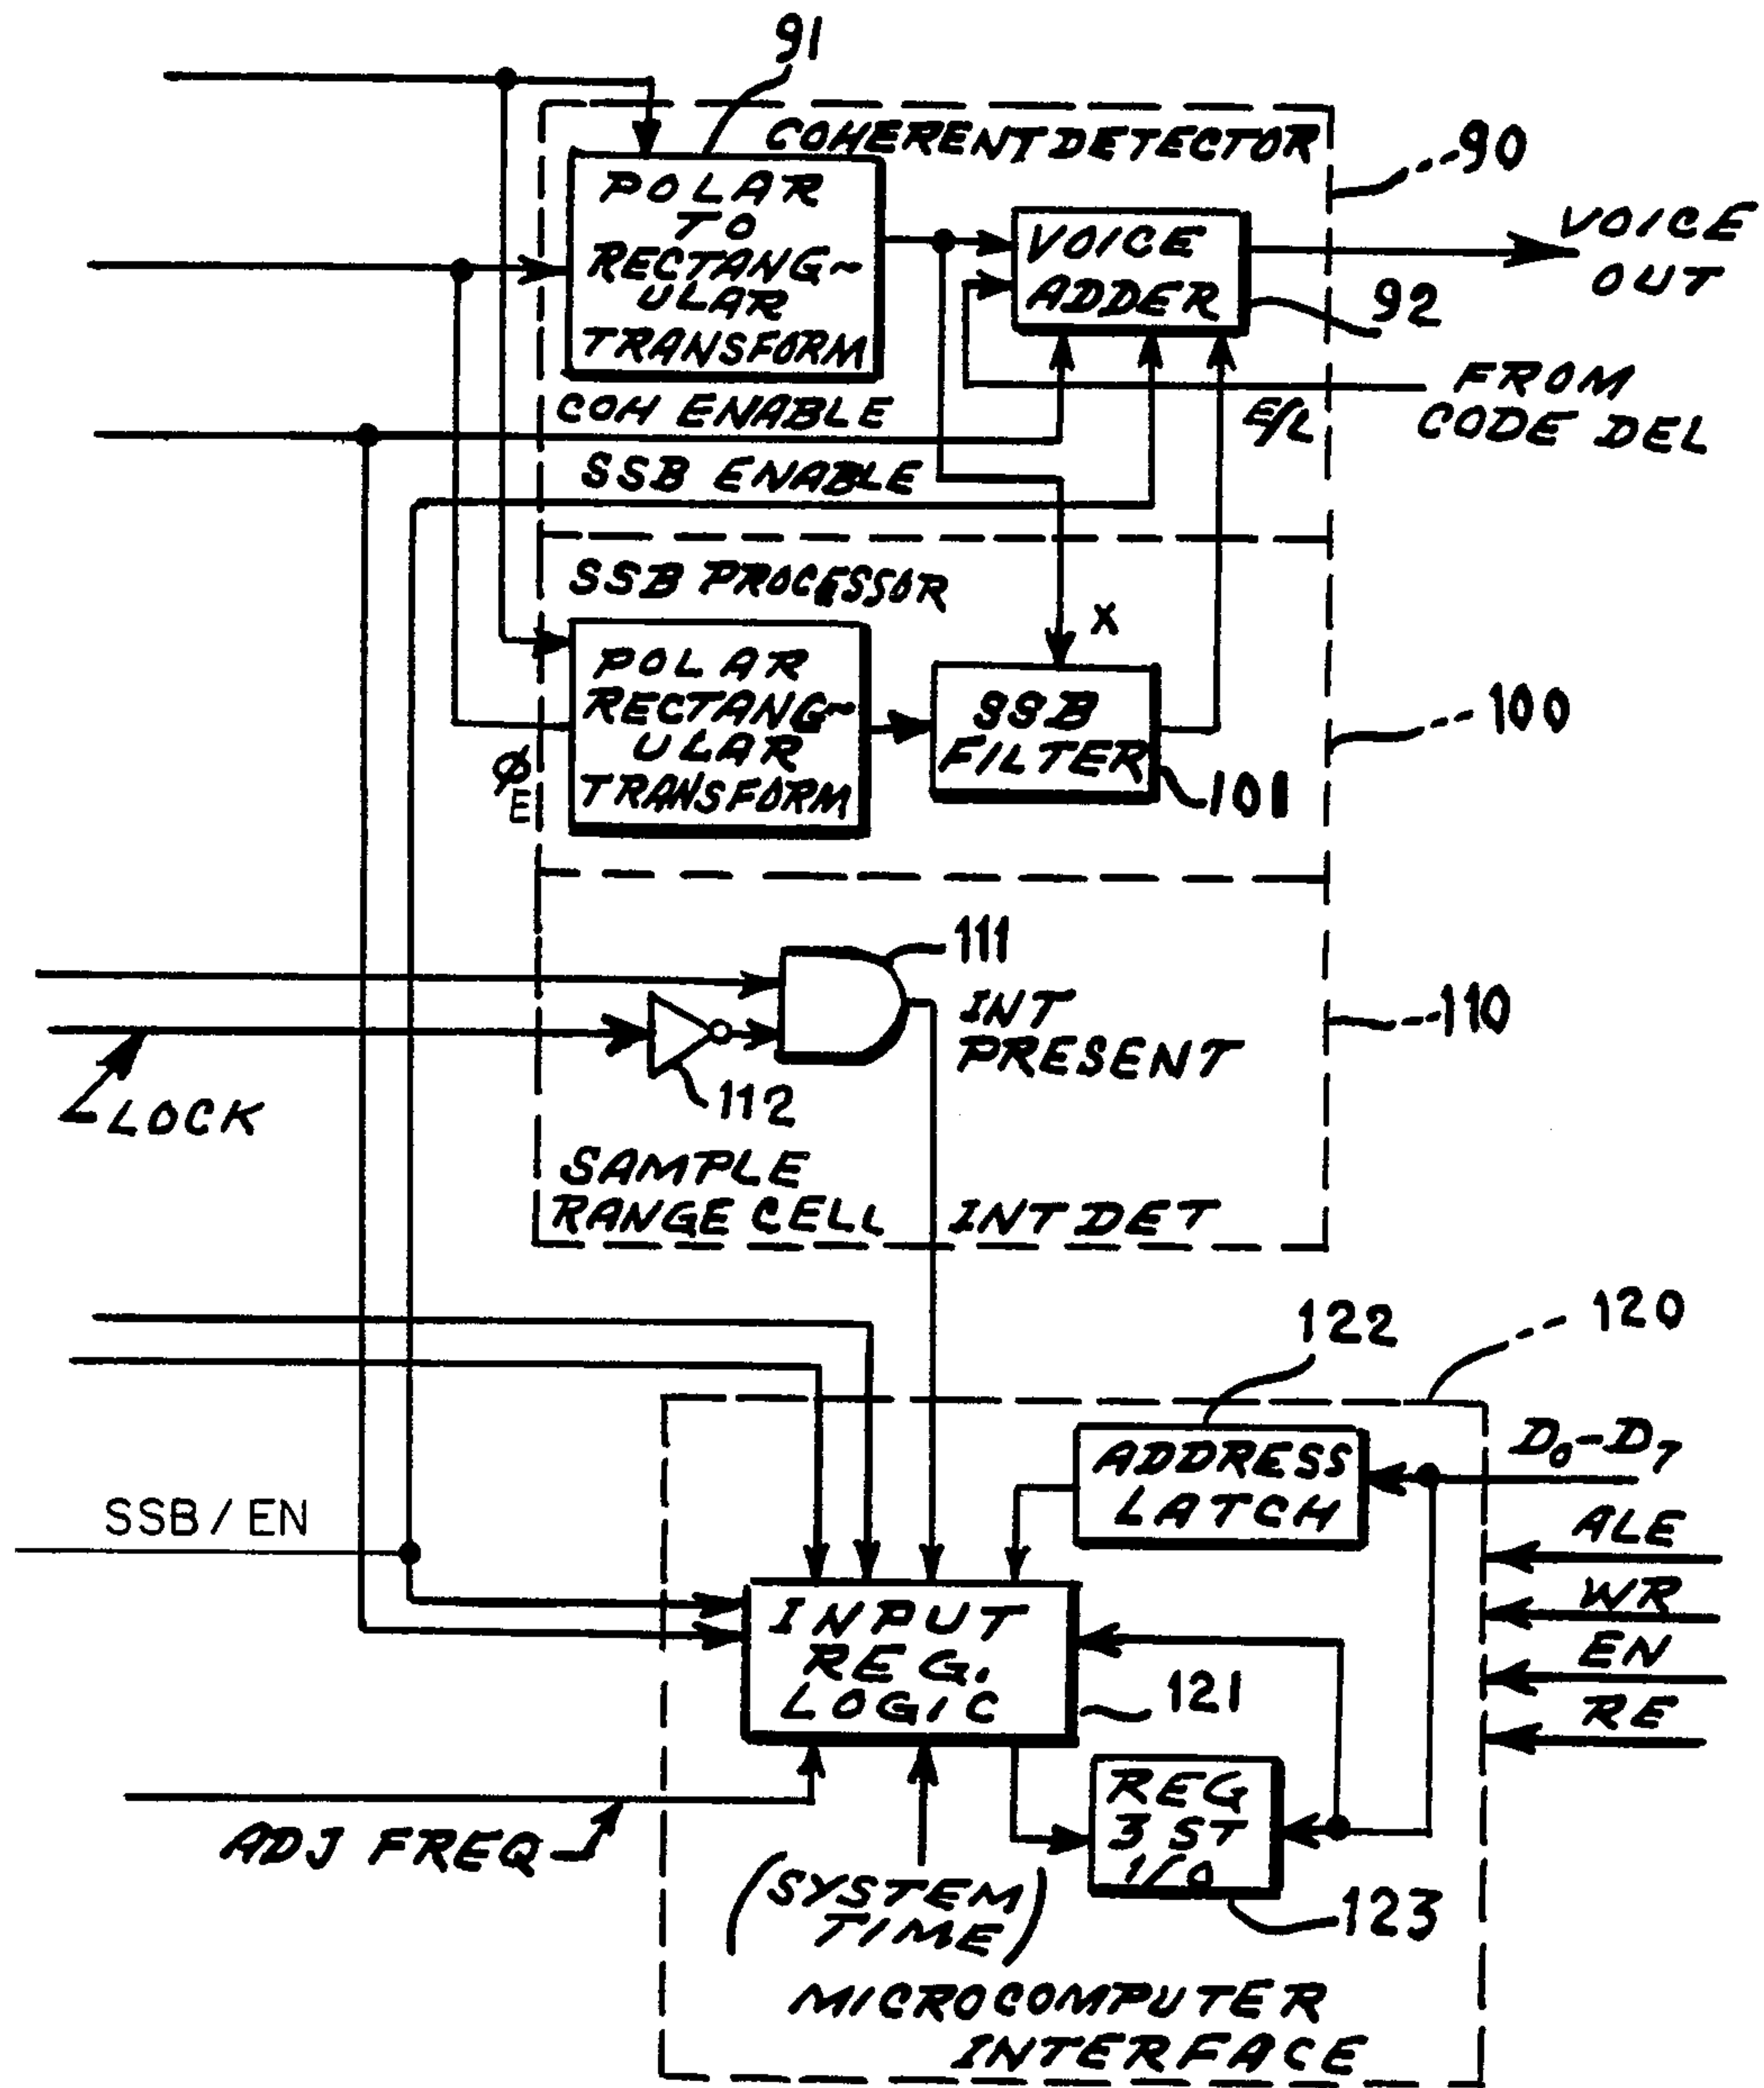 91
COHERENT DETECTOR
90
POLAR
TO
RECTANG~
ULAR
TRANSFORM
VOICE
ADDER
VOICE
OUT
92
FROM
CODE DEL
E/L
COH ENABLE
SSB ENABLE
SSB PROCESSOR
X
POLAR
RECTANG~
ULAR
TRANSFORM
SSB
FILTER
100
101
ϕE
111
INT
PRESENT
110
112
LOCK
SAMPLE
RANGE CELL INT DET
122
120
ADDRESS
LATCH
D0-D7
ALE
WR
EN
RE
SSB/EN
INPUT
REG.
LOGIC
121
REG
3 ST
I/O
123
ADJ FREQ
(SYSTEM
TIME)
MICROCOMPUTER
INTERFACE